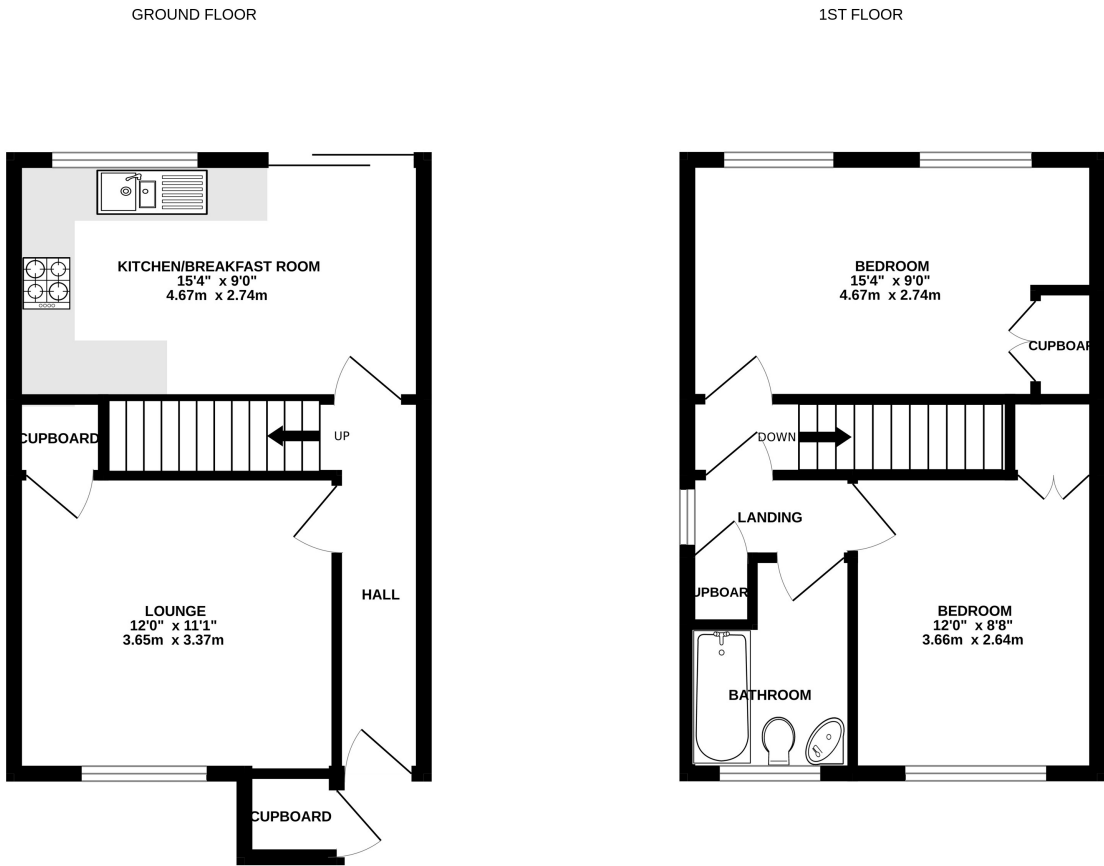 GROUND FLOOR
1ST FLOOR
KITCHEN/BREAKFAST ROOM
15'4" x 9'0"
4.67m x 2.74m
BEDROOM
15'4" x 9'0"
4.67m x 2.74m
CUPBOAR
CUPBOARD
UP
DOWN
LANDING
HALL
LOUNGE
12'0" x 11'1"
3.65m x 3.37m
UPBOAR
BEDROOM
12'0" x 8'8"
3.66m x 2.64m
BATHROOM
CUPBOARD